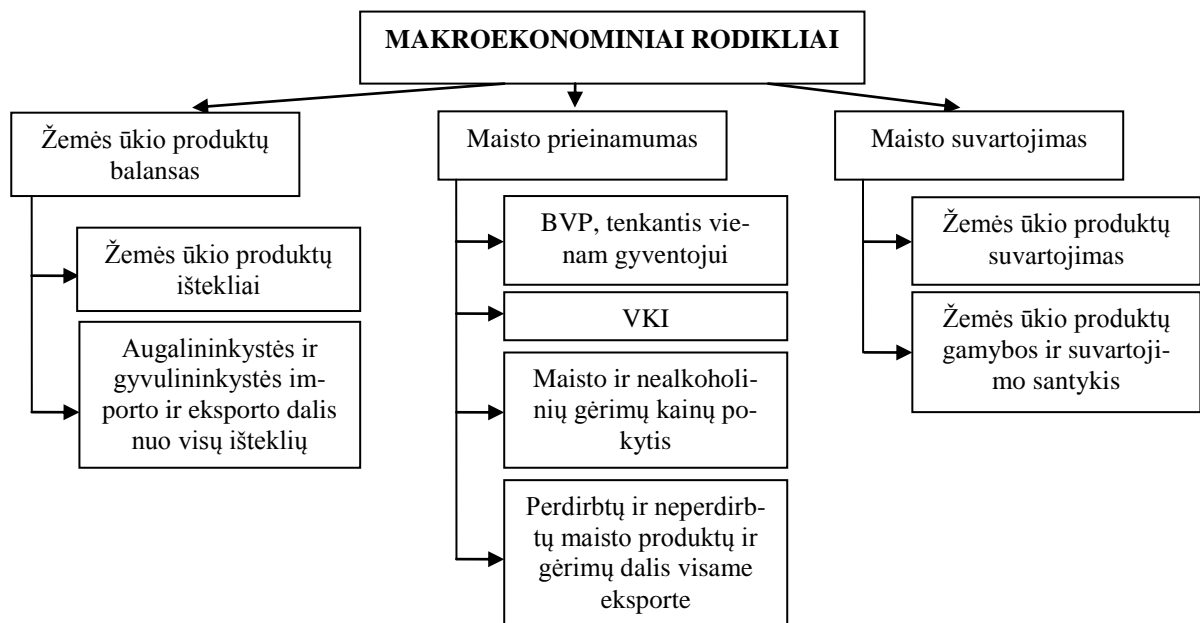 MAKROEKONOMINIAI RODIKLIAI
Žemės ūkio produktų
balansas
Žemės ūkio produktų
ištekliai
Augalininkystės ir
gyvulininkystės im-
porto ir eksporto dalis
nuo visų išteklių
Maisto prieinamumas
BVP, tenkantis vie-
nam gyventojui
VKI
Maisto ir nealkoholi-
nių gėrimų kainų po-
kytis
Perdirbtų ir neperdirb-
tų maisto produktų ir
gėrimų dalis visame
eksporte
Maisto suvartojimas
Žemės ūkio produktų
suvartojimas
Žemės ūkio produktų
gamybos ir suvartoji-
mo santykis